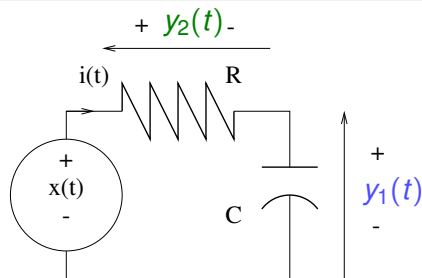 + y₂(t) -
i(t) R
+
x(t)
-
C
+
y₁(t)
-